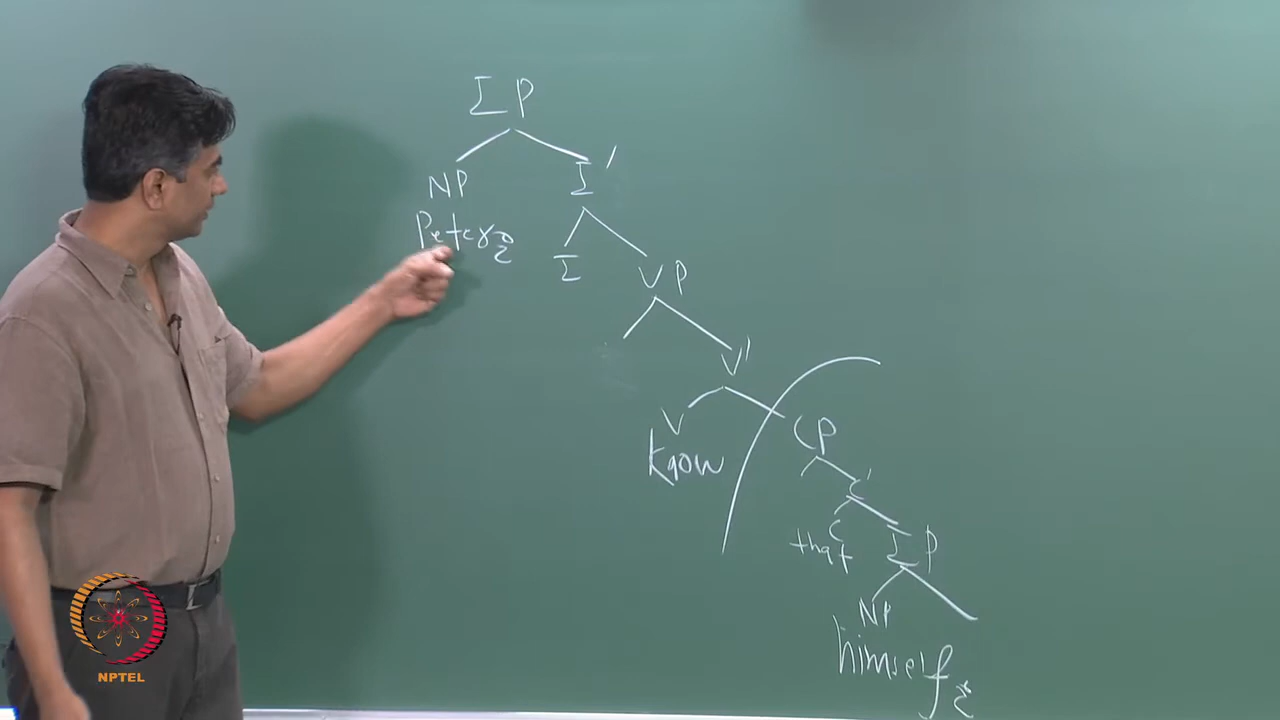 IP
NP I'
Peter i
I VP
V'
V CP
know
C'
C
that IP
NP
himself i
NPTEL